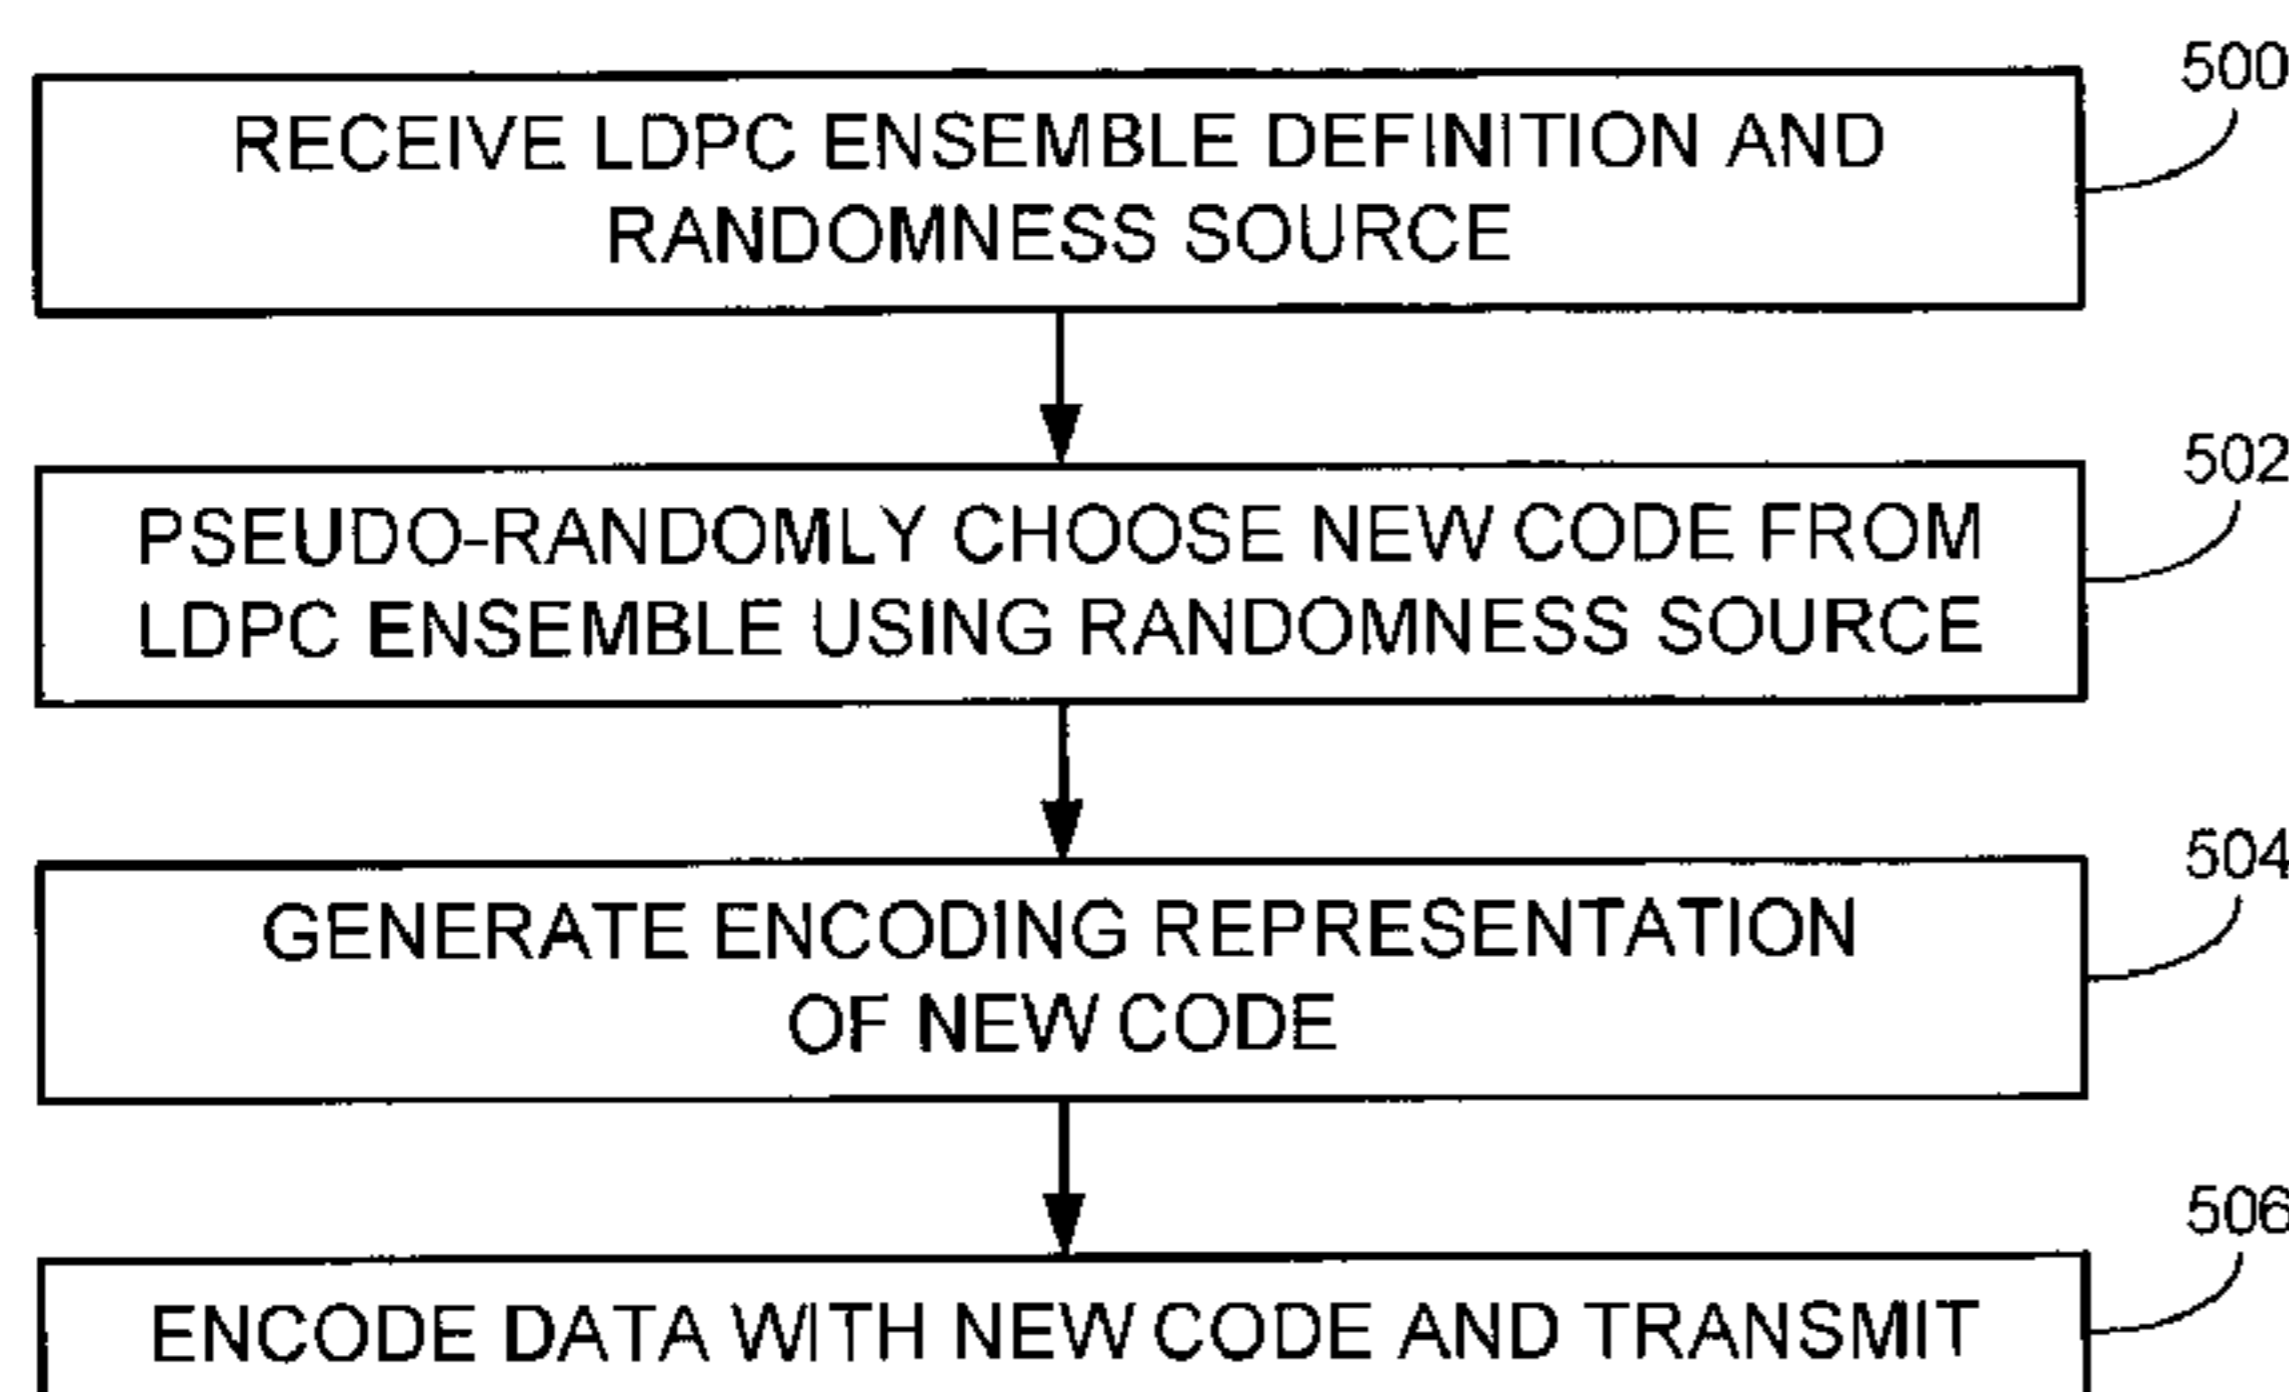 500
RECEIVE LDPC ENSEMBLE DEFINITION AND
RANDOMNESS SOURCE
502
PSEUDO-RANDOMLY CHOOSE NEW CODE FROM
LDPC ENSEMBLE USING RANDOMNESS SOURCE
504
GENERATE ENCODING REPRESENTATION
OF NEW CODE
506
ENCODE DATA WITH NEW CODE AND TRANSMIT